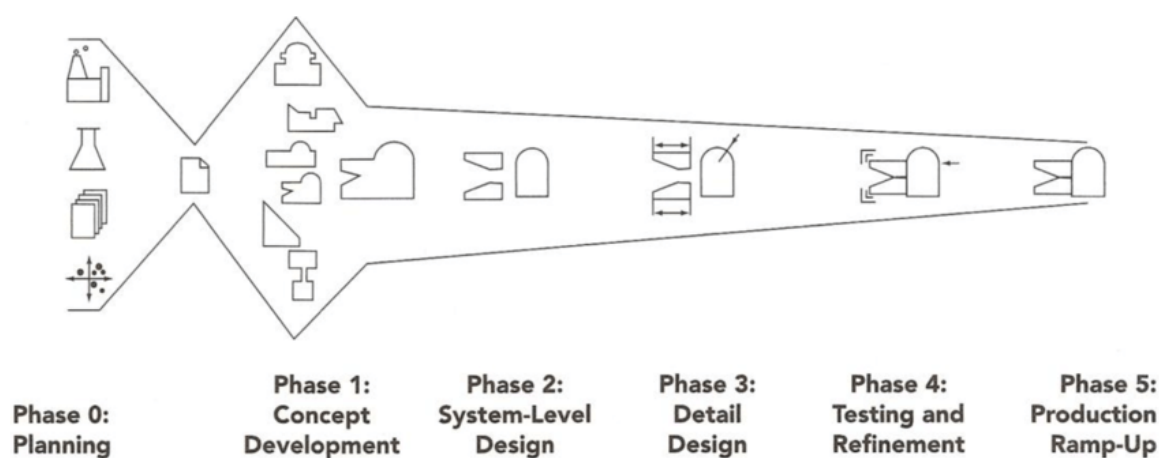 Phase 0:
Planning
Phase 1:
Concept
Development
Phase 2:
System-Level
Design
Phase 3:
Detail
Design
Phase 4:
Testing and
Refinement
Phase 5:
Production
Ramp-Up